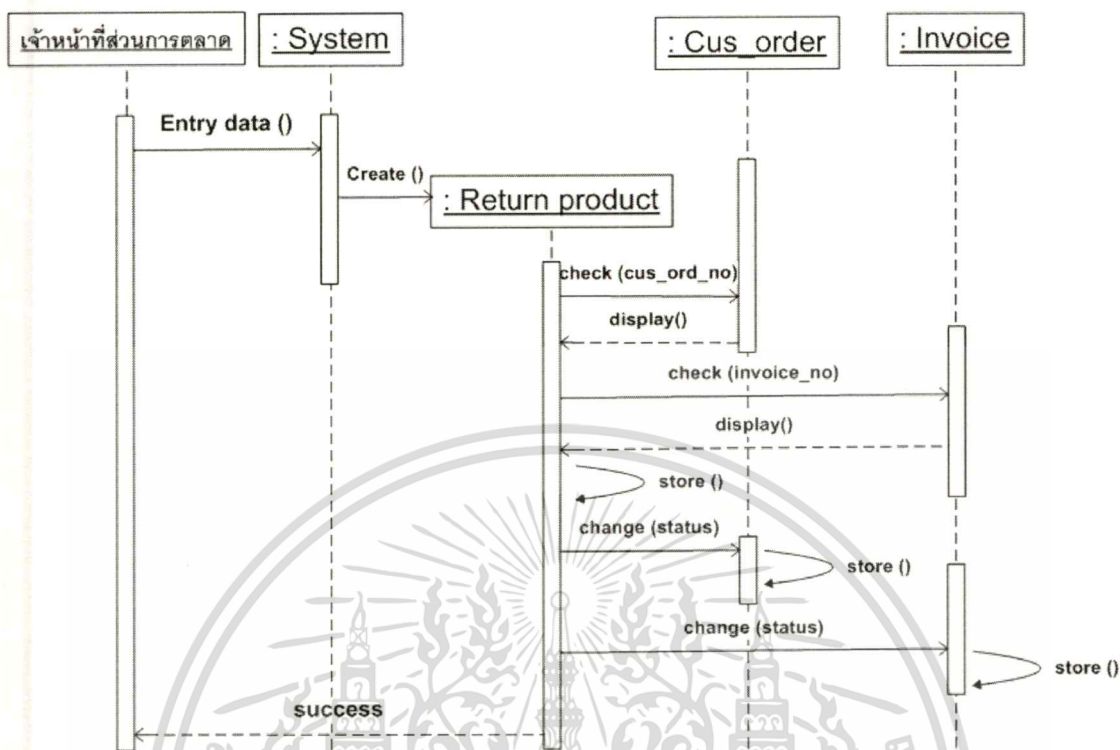 เจ้าหน้าที่ส่วนการตลาด
: System
: Cus_order
: Invoice
Entry data ()
Create ()
: Return product
check (cus_ord_no)
display()
check (invoice_no)
display()
store ()
change (status)
store ()
change (status)
store ()
success